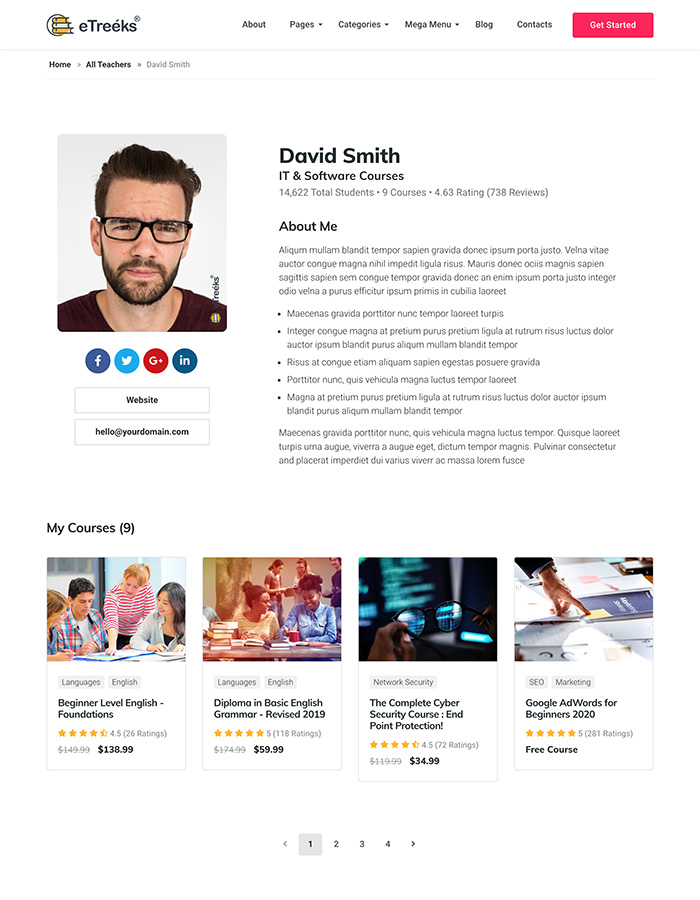 eTreéks®
About Pages Categories Mega Menu Blog Contacts Get Started
Home » All Teachers » David Smith
eTreéks®
David Smith
IT & Software Courses
14,622 Total Students • 9 Courses • 4.63 Rating (738 Reviews)
About Me
Aliqum mullam blandit tempor sapien gravida donec ipsum porta justo. Velna vitae
auctor congue magna nihil impedit ligula risus. Mauris donec ociis magnis sapien
sagittis sapien sem congue tempor gravida donec an enim ipsum porta justo integer
odio velna a purus efficitur ipsum primis in cubilia laoreet
• Maecenas gravida porttitor nunc tempor laoreet turpis
• Integer congue magna at pretium purus pretium ligula at rutrum risus luctus dolor
auctor ipsum blandit purus aliqum mullam blandit tempor
• Risus at congue etiam aliquam sapien egestas posuere gravida
• Porttitor nunc, quis vehicula magna luctus tempor laoreet
• Magna at pretium purus pretium ligula at rutrum risus luctus dolor auctor ipsum
blandit purus aliqum mullam blandit tempor
Maecenas gravida porttitor nunc, quis vehicula magna luctus tempor. Quisque laoreet
turpis urna augue, viverra a augue eget, dictum tempor magnis. Pulvinar consectetur
and placerat imperdiet dui varius viverr ac massa lorem fusce
f G+ in
Website
hello@yourdomain.com
My Courses (9)
Languages English
Beginner Level English -
Foundations
4.5 (26 Ratings)
$149.99 $138.99
Languages English
Diploma in Basic English
Grammar - Revised 2019
5 (118 Ratings)
$174.99 $59.99
Network Security
The Complete Cyber
Security Course : End
Point Protection!
4.5 (72 Ratings)
$119.99 $34.99
SEO Marketing
Google AdWords for
Beginners 2020
5 (281 Ratings)
Free Course
‹ 1 2 3 4 ›